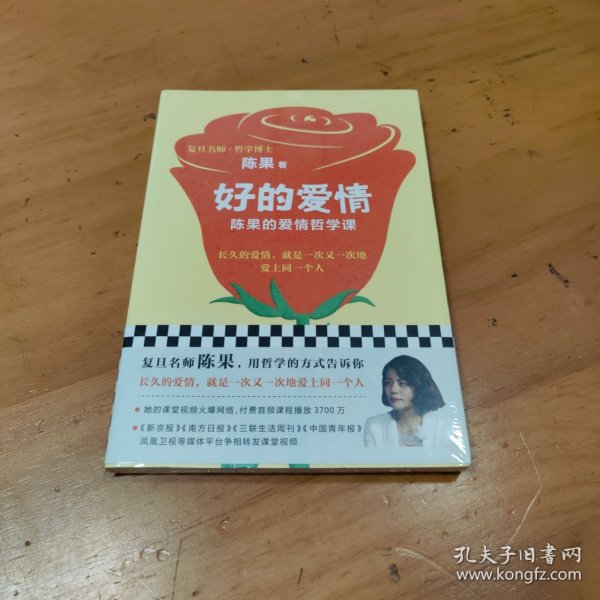 复旦名师·哲学博士
陈果 著
好的爱情
陈果的爱情哲学课
长久的爱情，就是一次又一次地
爱上同一个人
复旦名师陈果，用哲学的方式告诉你
长久的爱情，就是一次又一次地爱上同一个人
●她的课堂视频火爆网络，付费音频课程播放 3700 万
●《新京报》《南方日报》《三联生活周刊》《中国青年报》
凤凰卫视等媒体平台争相转发课堂视频
孔夫子旧书网
www.kongfz.com